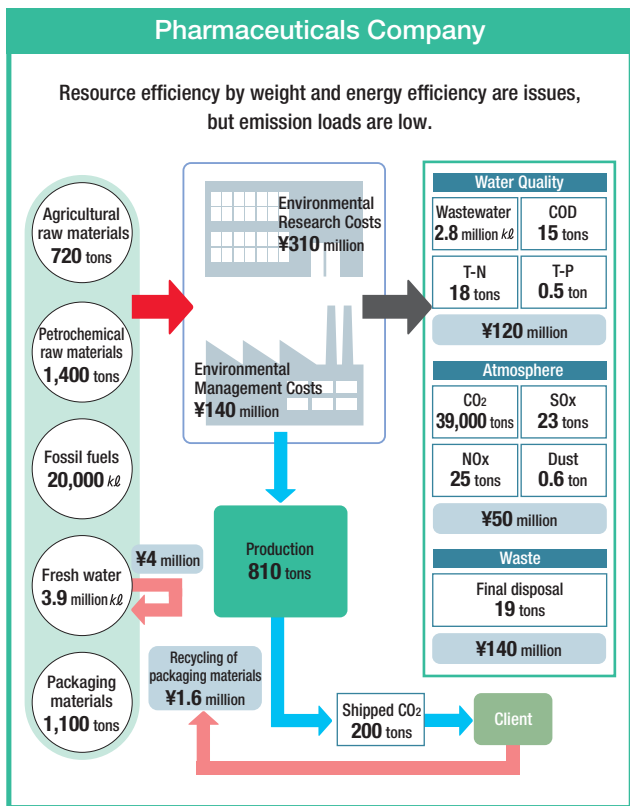 Pharmaceuticals Company
Resource efficiency by weight and energy efficiency are issues,
but emission loads are low.
Agricultural
raw materials
720 tons
Petrochemical
raw materials
1,400 tons
Fossil fuels
20,000 kℓ
Fresh water
3.9 million kℓ
Packaging
materials
1,100 tons
¥4 million
Environmental
Research Costs
¥310 million
Environmental
Management Costs
¥140 million
Production
810 tons
Recycling of
packaging materials
¥1.6 million
Shipped CO₂
200 tons
Client
Water Quality
Wastewater
2.8 million kℓ
COD
15 tons
T-N
18 tons
T-P
0.5 ton
¥120 million
Atmosphere
CO₂
39,000 tons
SOx
23 tons
NOx
25 tons
Dust
0.6 ton
¥50 million
Waste
Final disposal
19 tons
¥140 million